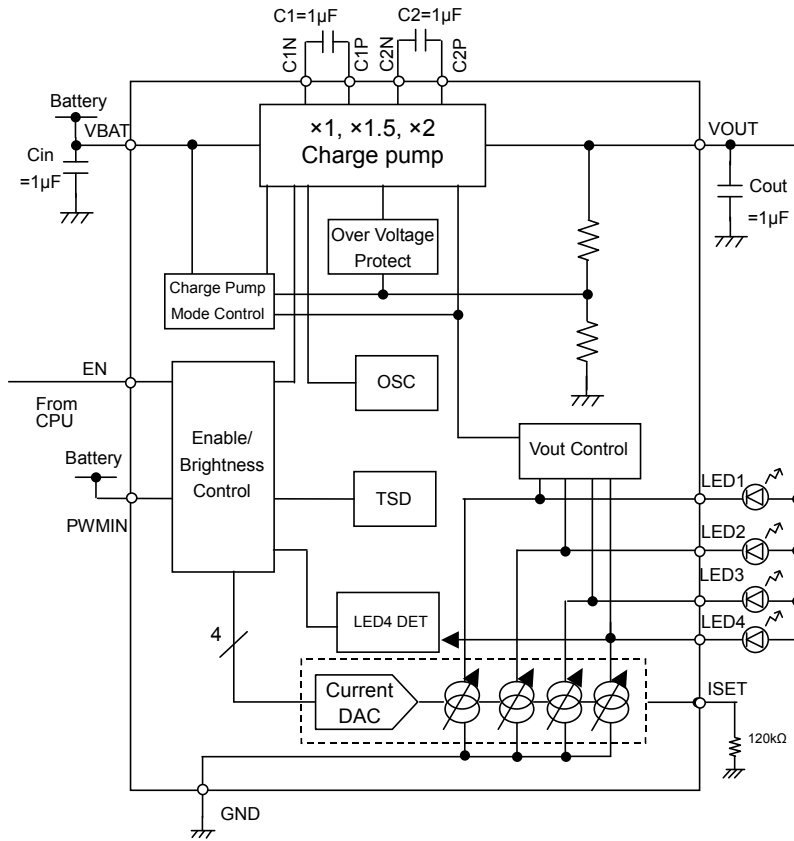 C1=1µF
C2=1µF
C1N
C1P
C2N
C2P
Battery
VBAT
×1, ×1.5, ×2
Charge pump
VOUT
Cin
=1µF
Cout
=1µF
Over Voltage
Protect
Charge Pump
Mode Control
EN
From
CPU
OSC
Enable/
Brightness
Control
Vout Control
Battery
PWMIN
TSD
LED1
LED2
LED3
LED4
LED4 DET
4
Current
DAC
ISET
120kΩ
GND